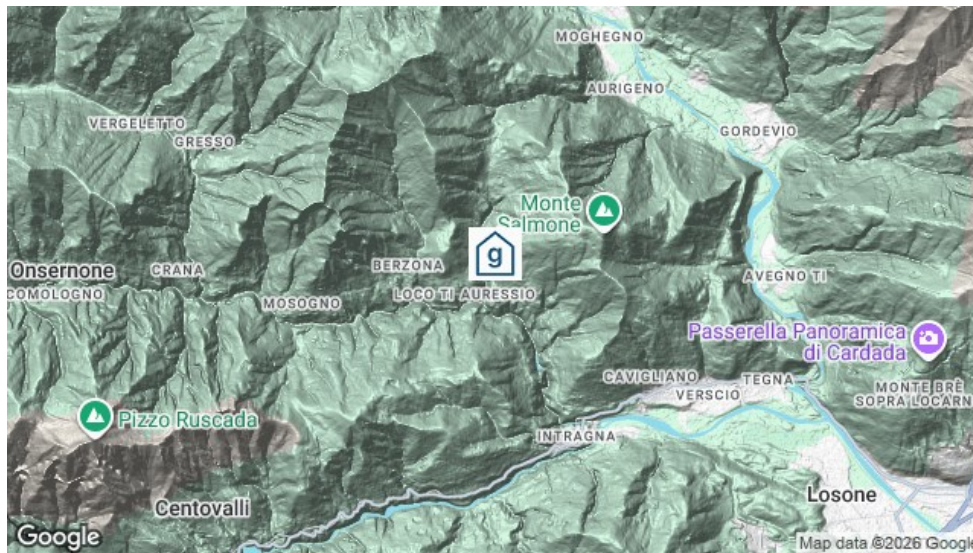 MOGHEGNO
AURIGENO
VERGELETTO
GORDEVIO
GRESSO
Monte
Salmone
g
BERZONA
Onsernone
CRANA
AVEGNO TI
COMOLOGNO
LOCO TI AURESSIO
MOSOGNO
Passerella Panoramica
di Cardada
CAVIGLIANO
TEGNA
VERSCIO
MONTE BRÈ
SOPRA LOCARN
Pizzo Ruscada
INTRAGNA
Losone
Centovalli
Google
Map data ©2026 Google